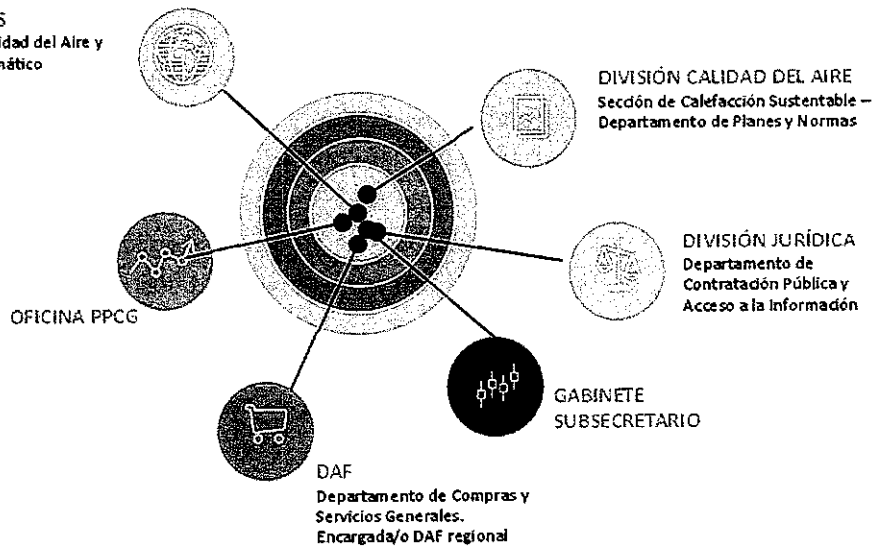 S
idad del Aire y
mático
DIVISIÓN CALIDAD DEL AIRE
Sección de Calefacción Sustentable –
Departamento de Planes y Normas
DIVISIÓN JURÍDICA
Departamento de
Contratación Pública y
Acceso a la Información
OFICINA PPCG
GABINETE
SUBSECRETARIO
DAF
Departamento de Compras y
Servicios Generales.
Encargada/o DAF regional